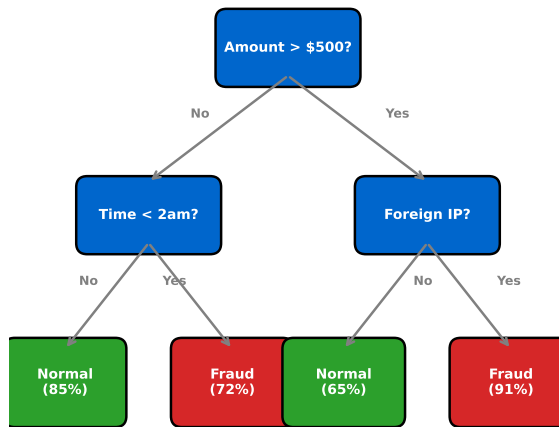 Amount > $500?
No
Yes
Time < 2am?
Foreign IP?
No
Yes
No
Yes
Normal
(85%)
Fraud
(72%)
Normal
(65%)
Fraud
(91%)